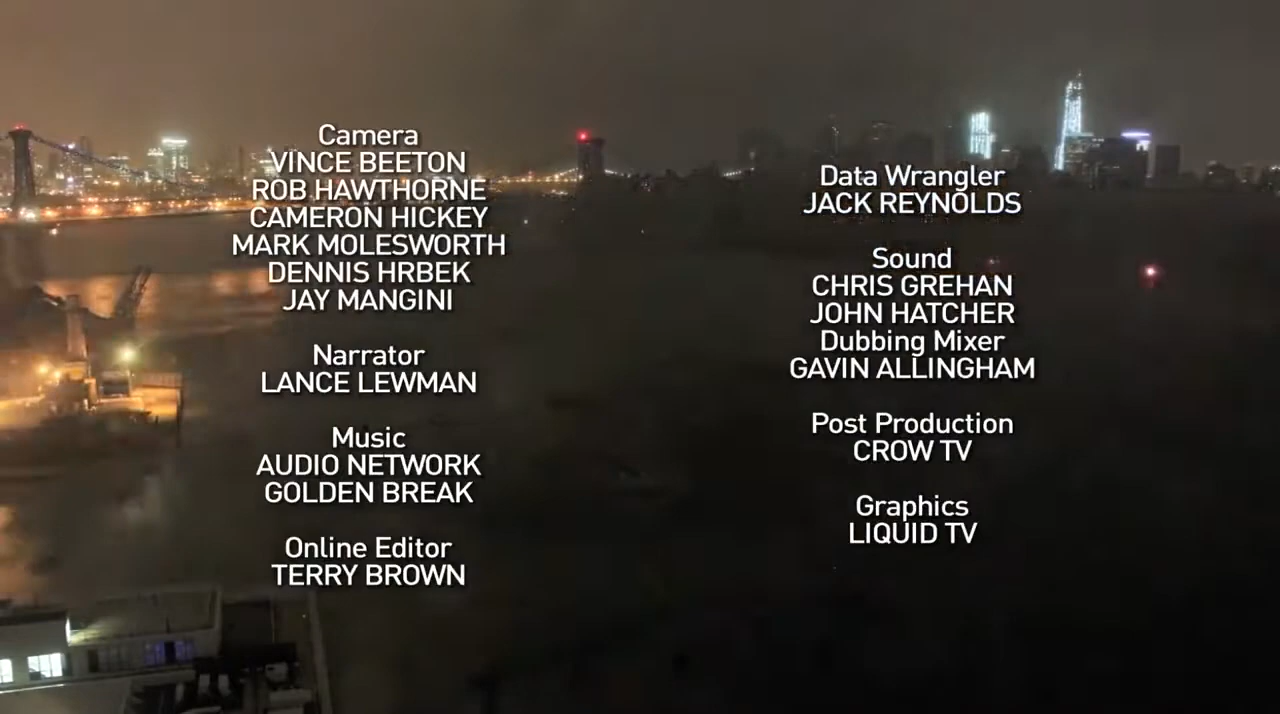 Camera
VINCE BEETON
ROB HAWTHORNE
CAMERON HICKEY
MARK MOLESWORTH
DENNIS HRBEK
JAY MANGINI
Narrator
LANCE LEWMAN
Music
AUDIO NETWORK
GOLDEN BREAK
Online Editor
TERRY BROWN
Data Wrangler
JACK REYNOLDS
Sound
CHRIS GREHAN
JOHN HATCHER
Dubbing Mixer
GAVIN ALLINGHAM
Post Production
CROW TV
Graphics
LIQUID TV